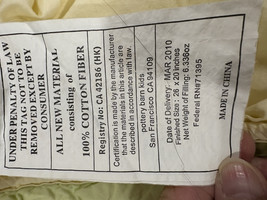 UNDER PENALTY OF LAW
THIS TAG NOT TO BE
REMOVED EXCEPT BY
CONSUMER
ALL NEW MATERIAL
consisting of
100% COTTON FIBER
Registry No: CA 42186 (HK)
Certification is made by the manufacturer
that the materials in this article are
described in accordance with law.
pottery barn kids
San Francisco CA 94109
Date of Delivery: MAR 2010
Finished Size: 26 x 20 inches
Net Weight of Filling: 6.336oz
Federal RN#71395
MADE IN CHINA